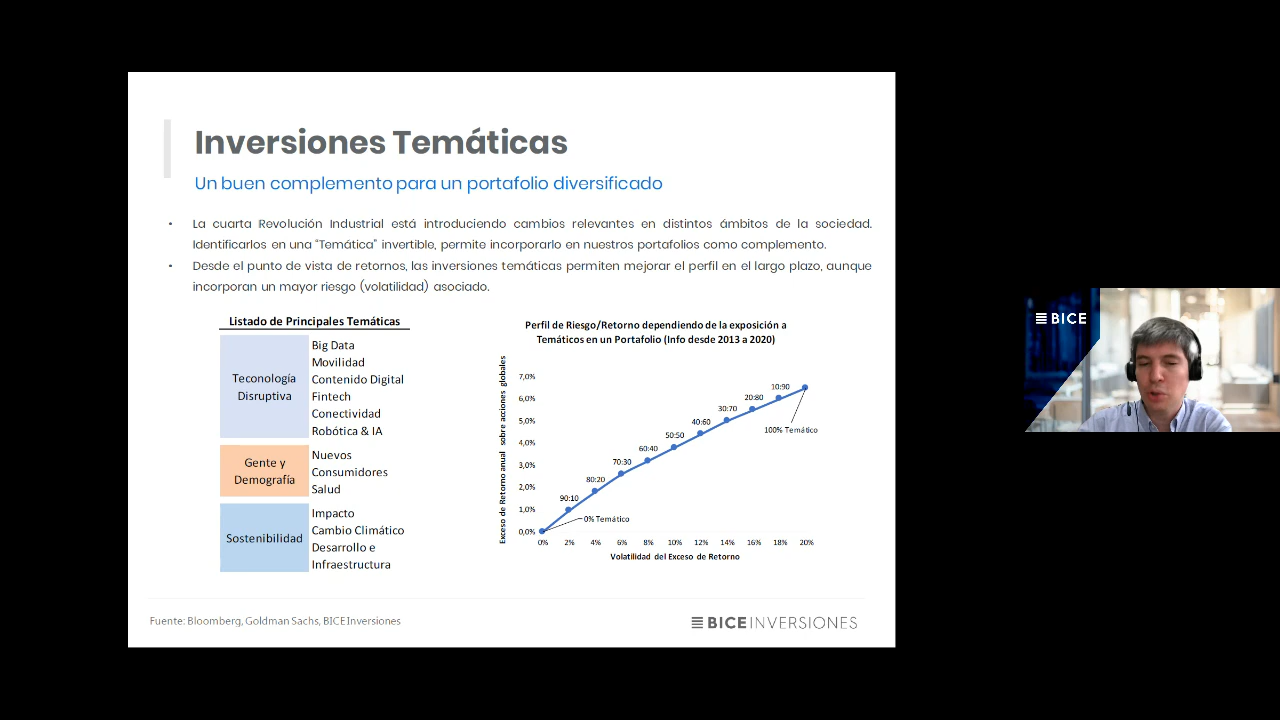 Inversiones Temáticas
Un buen complemento para un portafolio diversificado
• La cuarta Revolución Industrial está introduciendo cambios relevantes en distintos ámbitos de la sociedad.
Identificarlos en una “Temática” invertible, permite incorporarlo en nuestros portafolios como complemento.
• Desde el punto de vista de retornos, las inversiones temáticas permiten mejorar el perfil en el largo plazo, aunque
incorporan un mayor riesgo (volatilidad) asociado.
Listado de Principales Temáticas
Teconología
Disruptiva
Big Data
Movilidad
Contenido Digital
Fintech
Conectividad
Robótica & IA
Gente y
Demografía
Nuevos
Consumidores
Salud
Sostenibilidad
Impacto
Cambio Climático
Desarrollo e
Infraestructura
Perfil de Riesgo/Retorno dependiendo de la exposición a
Temáticos en un Portafolio (Info desde 2013 a 2020)
Exceso de Retorno anual sobre acciones globales
7,0%
6,0%
5,0%
4,0%
3,0%
2,0%
1,0%
0,0%
90:10
80:20
70:30
60:40
50:50
40:60
30:70
20:80
10:90
100% Temático
0% Temático
0% 2% 4% 6% 8% 10% 12% 14% 16% 18% 20%
Volatilidad del Exceso de Retorno
Fuente: Bloomberg, Goldman Sachs, BICE Inversiones
BICE INVERSIONES
BICE